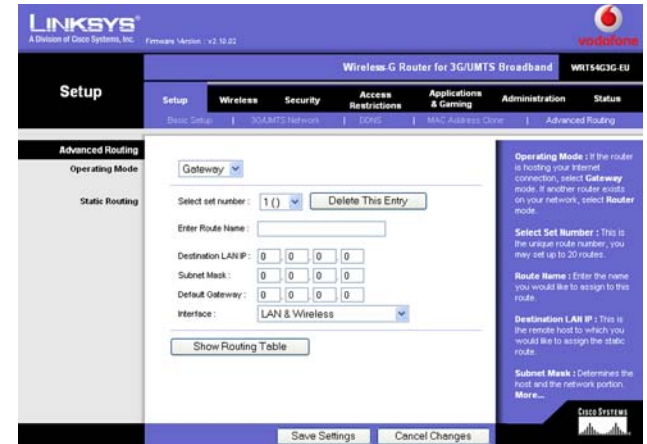 LINKSYS®
A Division of Cisco Systems, Inc.
Firmware Version : v2.10.02
vodafone
Wireless-G Router for 3G/UMTS Broadband WRT54G3G-EU
Setup
Setup Wireless Security Access Restrictions Applications & Gaming Administration Status
Basic Setup | 3G/UMTS Network | DDNS | MAC Address Clone | Advanced Routing
Advanced Routing
Operating Mode
Gateway
Static Routing
Select set number : 1 () Delete This Entry
Enter Route Name :
Destination LAN IP : 0 . 0 . 0 . 0
Subnet Mask : 0 . 0 . 0 . 0
Default Gateway : 0 . 0 . 0 . 0
Interface : LAN & Wireless
Show Routing Table
Operating Mode : If the router
is hosting your Internet
connection, select Gateway
mode. If another router exists
on your network, select Router
mode.
Select Set Number : This is
the unique route number, you
may set up to 20 routes.
Route Name : Enter the name
you would like to assign to this
route.
Destination LAN IP : This is
the remote host to which you
would like to assign the static
route.
Subnet Mask : Determines the
host and the network portion.
More...
Save Settings Cancel Changes
CISCO SYSTEMS